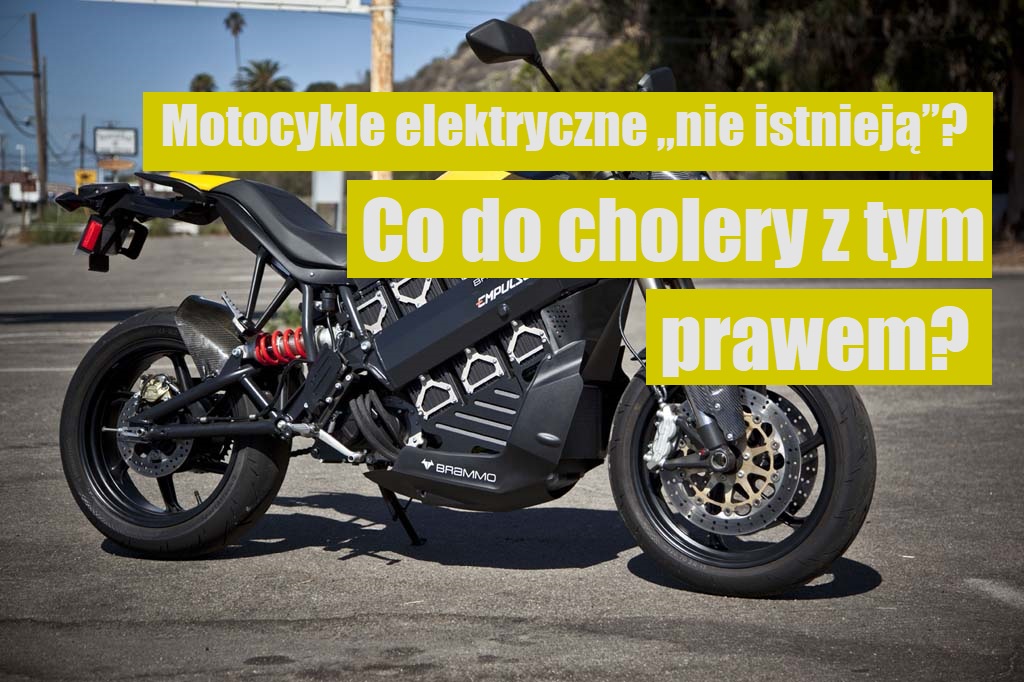 Motocykle elektryczne „nie istnieją”?
Co do cholery z tym
prawem?
EMPULSE
BRAMMO